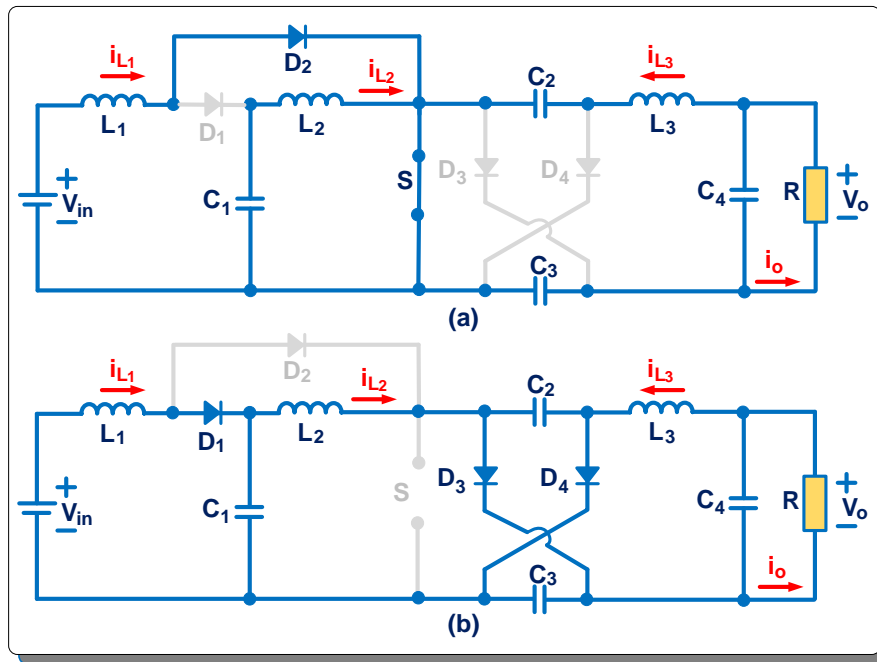 iL1 iL2 iL3
D2 C2
L1 D1 L2 L3
D3 D4
S
+ Vin − C1 C4 R + Vo −
C3 io
(a)
iL1 D2 iL2 iL3
C2
L1 D1 L2 L3
D3 D4
S
+ Vin − C1 C4 R + Vo −
C3 io
(b)